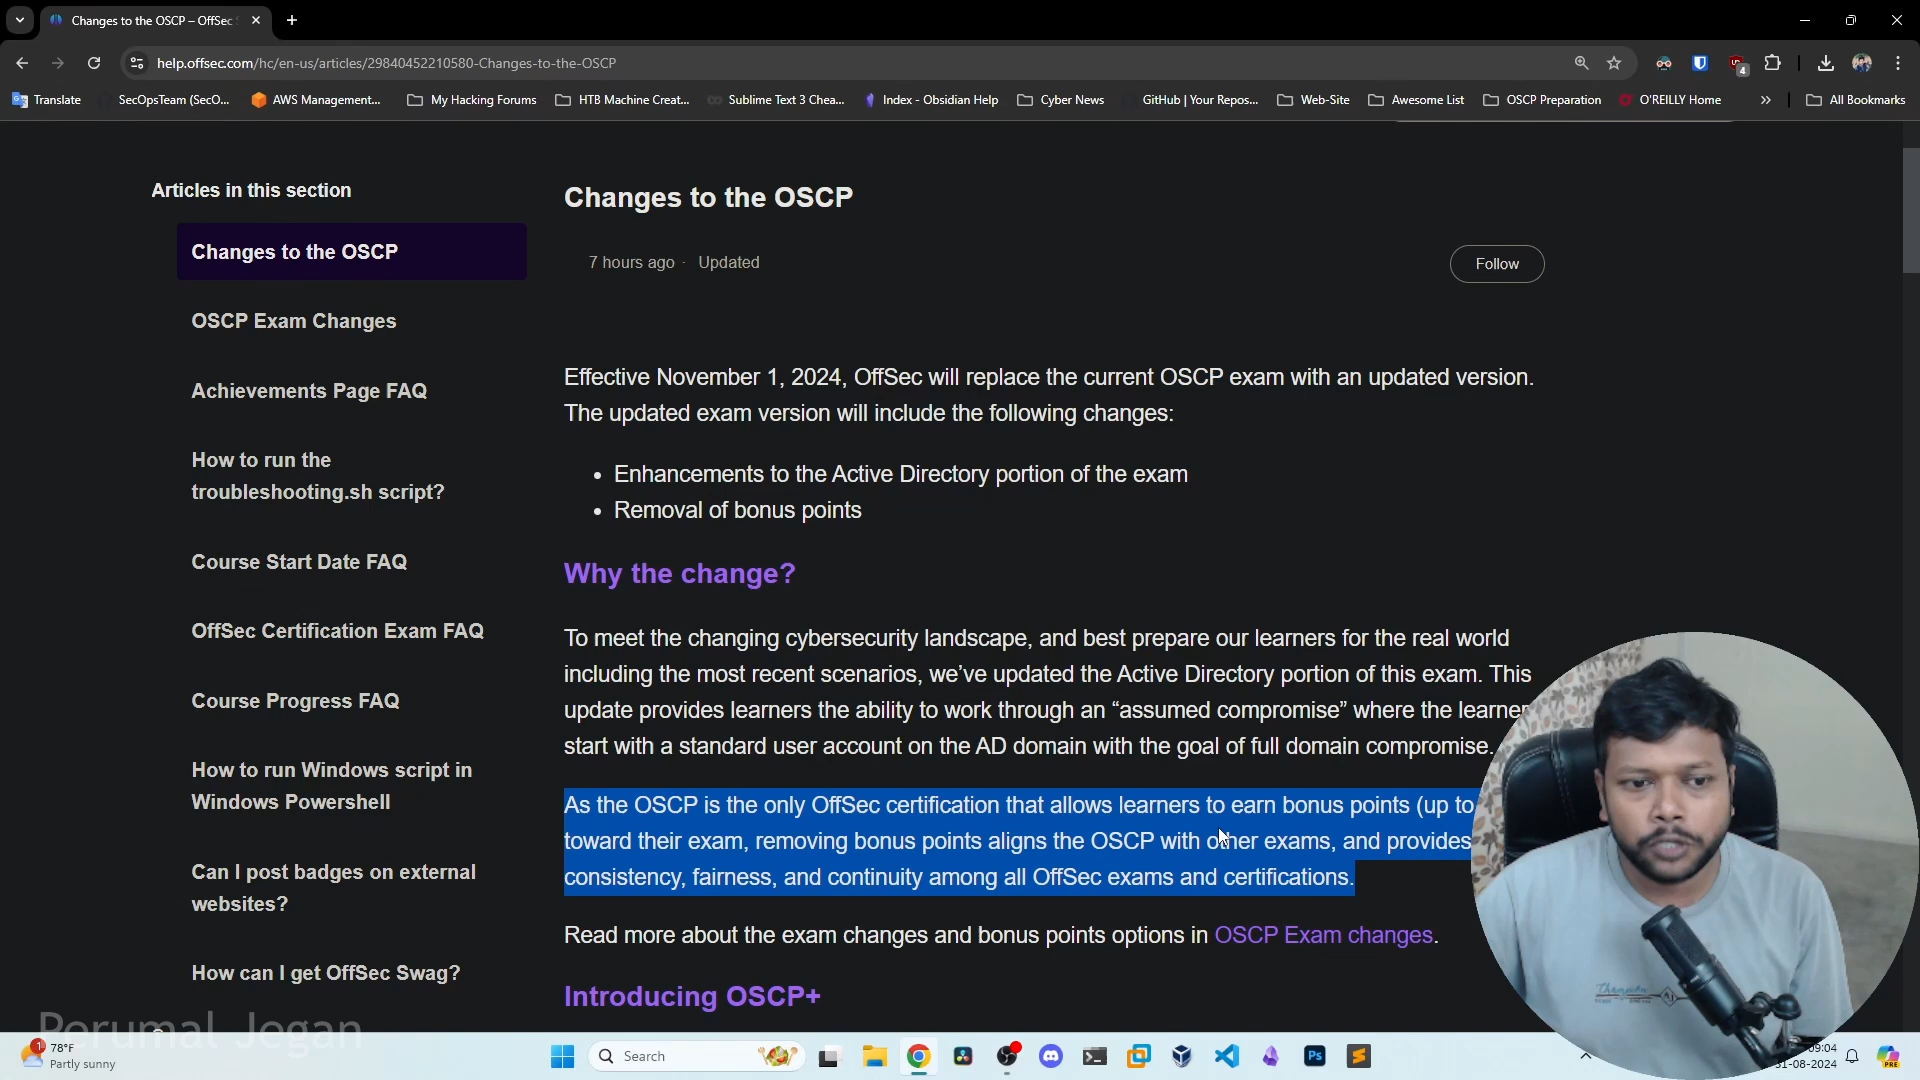 Changes to the OSCP – OffSec
help.offsec.com/hc/en-us/articles/29840452210580-Changes-to-the-OSCP
4
Translate
SecOpsTeam (SecO...
AWS Management...
My Hacking Forums
HTB Machine Creat...
Sublime Text 3 Chea...
Index - Obsidian Help
Cyber News
GitHub | Your Repos...
Web-Site
Awesome List
OSCP Preparation
O'REILLY Home
»
All Bookmarks
Articles in this section
Changes to the OSCP
OSCP Exam Changes
Achievements Page FAQ
How to run the
troubleshooting.sh script?
Course Start Date FAQ
OffSec Certification Exam FAQ
Course Progress FAQ
How to run Windows script in
Windows Powershell
Can I post badges on external
websites?
How can I get OffSec Swag?
Changes to the OSCP
7 hours ago · Updated
Follow
Effective November 1, 2024, OffSec will replace the current OSCP exam with an updated version.
The updated exam version will include the following changes:
• Enhancements to the Active Directory portion of the exam
• Removal of bonus points
Why the change?
To meet the changing cybersecurity landscape, and best prepare our learners for the real world
including the most recent scenarios, we've updated the Active Directory portion of this exam. This
update provides learners the ability to work through an “assumed compromise” where the learner
start with a standard user account on the AD domain with the goal of full domain compromise.
As the OSCP is the only OffSec certification that allows learners to earn bonus points (up to
toward their exam, removing bonus points aligns the OSCP with other exams, and provides
consistency, fairness, and continuity among all OffSec exams and certifications.
Read more about the exam changes and bonus points options in OSCP Exam changes.
Introducing OSCP+
Perumal Jegan
1
78°F
Partly sunny
Search
Ps
PRE
09:04
31-08-2024